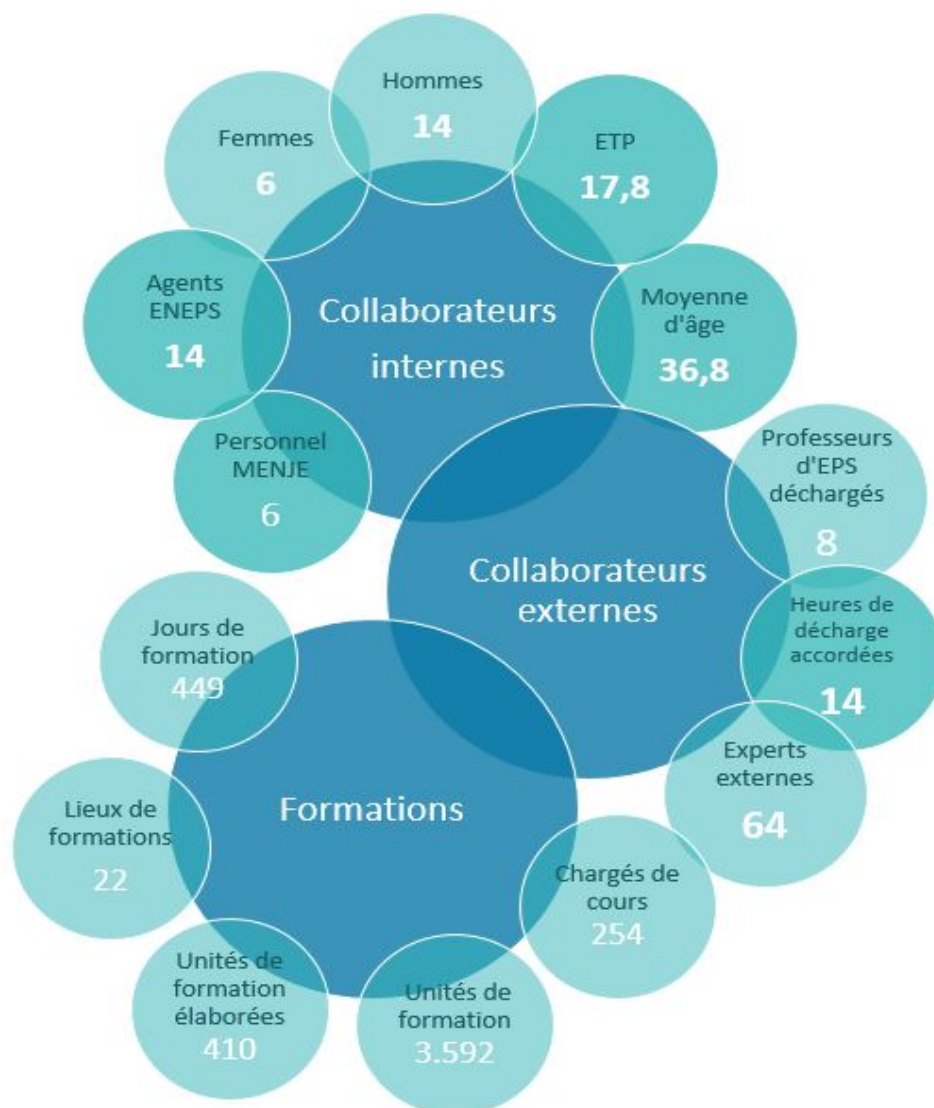 Hommes
14
Femmes
6
ETP
17,8
Agents
ENEPS
14
Moyenne
d'âge
36,8
Collaborateurs
internes
Personnel
MENJE
6
Professeurs
d'EPS
déchargés
8
Collaborateurs
externes
Heures de
décharge
accordées
14
Experts
externes
64
Jours de
formation
449
Formations
Lieux de
formations
22
Chargés de
cours
254
Unités de
formation
élaborées
410
Unités de
formation
3.592